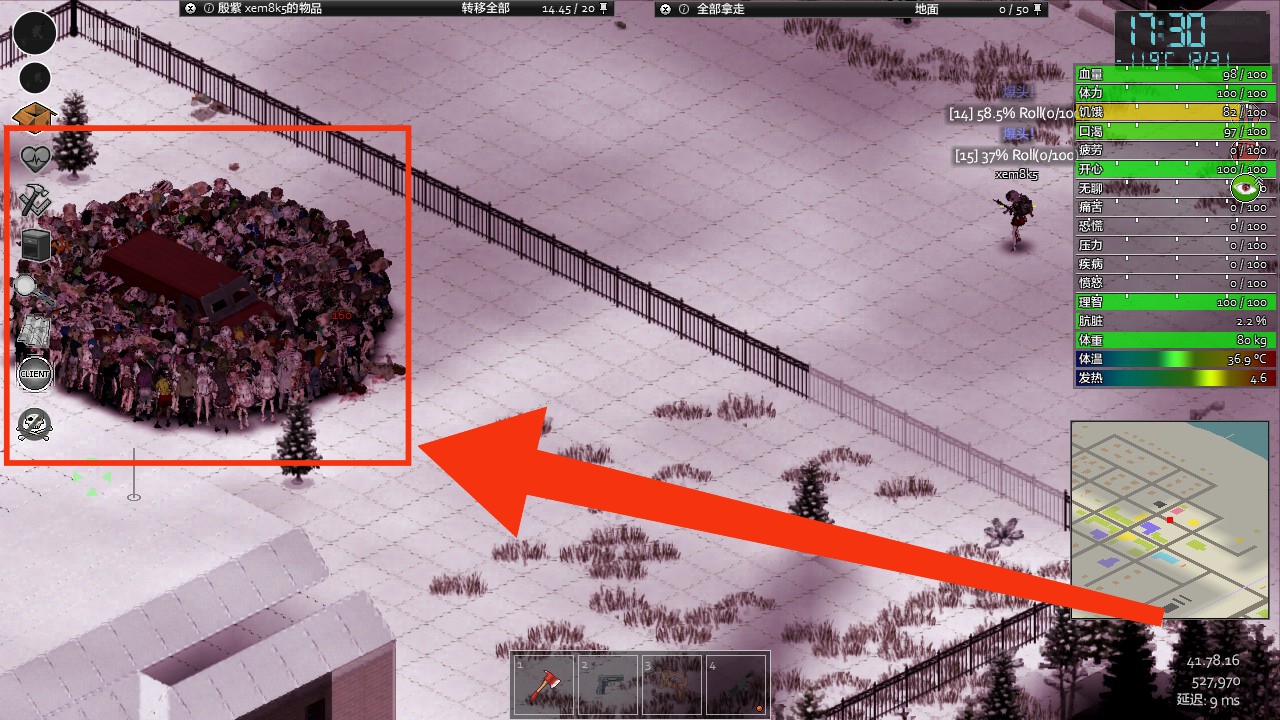 殷紫 xem8k5的物品 转移全部 14.45 / 20
全部拿走 地面 0 / 50
17:30
-11.9℃ 12/31
血量 98 / 100
体力 100 / 100
饥饿 82 / 100
口渴 97 / 100
疲劳 0 / 100
开心 100 / 100
无聊
痛苦 0 / 100
恐慌 0 / 100
压力 0 / 100
疾病 0 / 100
愤怒 0 / 100
理智 100 / 100
肮脏 2.2 %
体重 80 kg
体温 36.9 ℃
发热 4.6
爆头!
[14] 58.5% Roll(0/100
爆头!
[15] 37% Roll(0/100
xem8k5
160
CLIENT
1 2 3 4
41.78.16
527,970
延迟: 9 ms